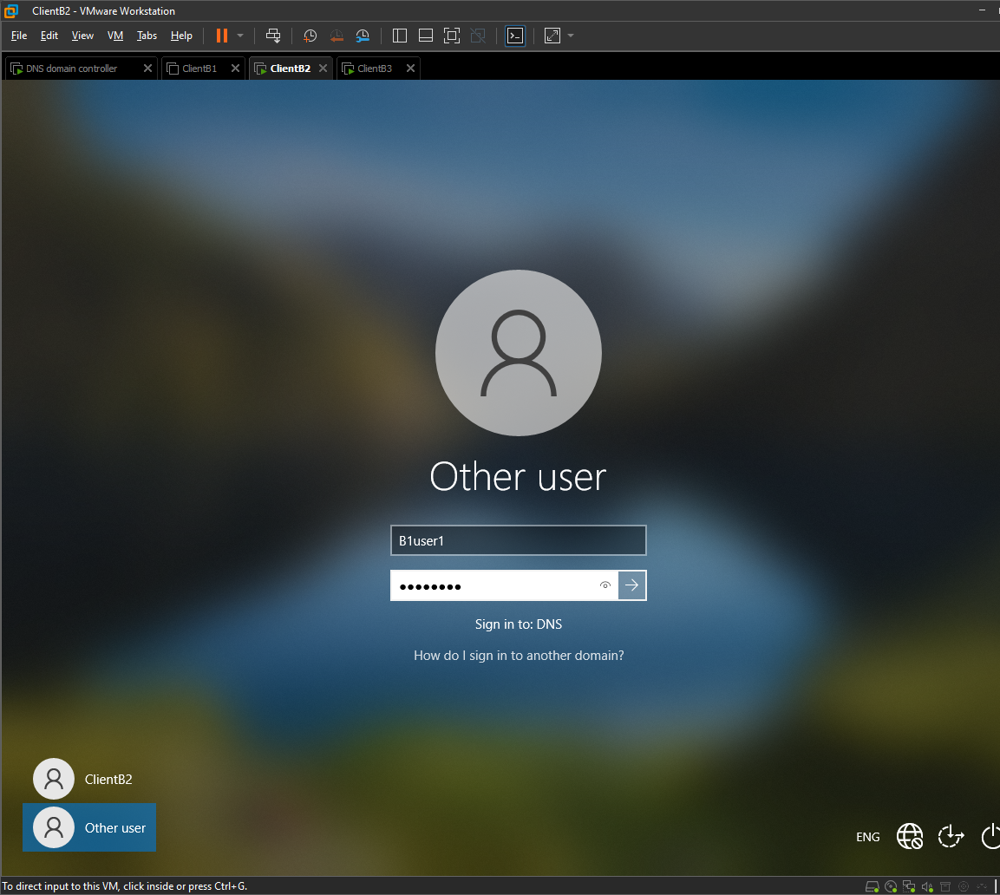 ClientB2 - VMware Workstation
File Edit View VM Tabs Help
DNS domain controller ClientB1 ClientB2 ClientB3
Other user
B1user1
Sign in to: DNS
How do I sign in to another domain?
ClientB2
Other user
ENG
To direct input to this VM, click inside or press Ctrl+G.